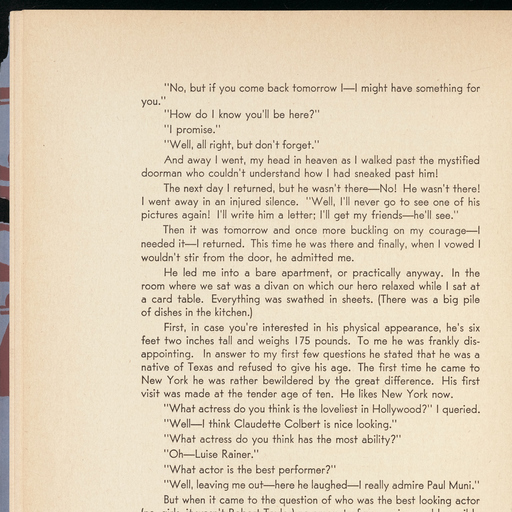 "No, but if you come back tomorrow I—I might have something for
you."
"How do I know you'll be here?"
"I promise."
"Well, all right, but don't forget."
And away I went, my head in heaven as I walked past the mystified
doorman who couldn't understand how I had sneaked past him!
The next day I returned, but he wasn't there—No! He wasn't there!
I went away in an injured silence. "Well, I'll never go to see one of his
pictures again! I'll write him a letter; I'll get my friends—he'll see."
Then it was tomorrow and once more buckling on my courage—I
needed it—I returned. This time he was there and finally, when I vowed I
wouldn't stir from the door, he admitted me.
He led me into a bare apartment, or practically anyway. In the
room where we sat was a divan on which our hero relaxed while I sat at
a card table. Everything was swathed in sheets. (There was a big pile
of dishes in the kitchen.)
First, in case you're interested in his physical appearance, he's six
feet two inches tall and weighs 175 pounds. To me he was frankly dis-
appointing. In answer to my first few questions he stated that he was a
native of Texas and refused to give his age. The first time he came to
New York he was rather bewildered by the great difference. His first
visit was made at the tender age of ten. He likes New York now.
"What actress do you think is the loveliest in Hollywood?" I queried.
"Well—I think Claudette Colbert is nice looking."
"What actress do you think has the most ability?"
"Oh—Luise Rainer."
"What actor is the best performer?"
"Well, leaving me out—here he laughed—I really admire Paul Muni."
But when it came to the question of who was the best looking actor